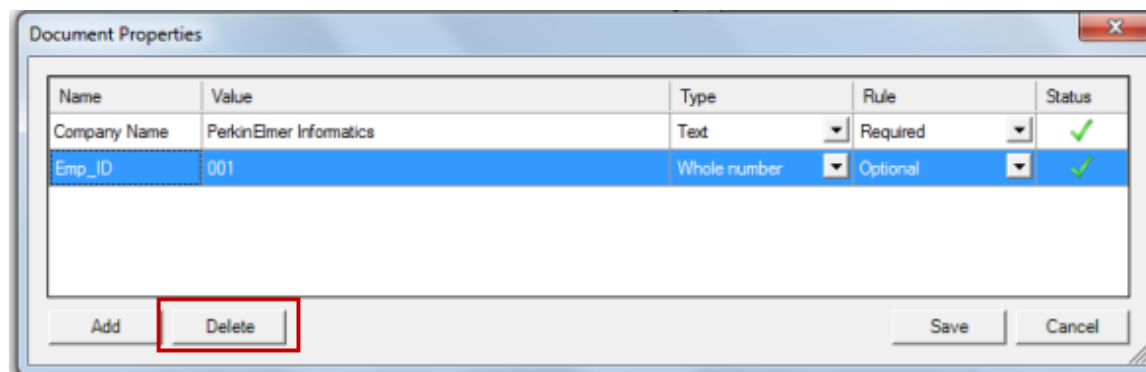 Document Properties
Name Value Type Rule Status
Company Name PerkinElmer Informatics Text Required
Emp_ID 001 Whole number Optional
Add Delete Save Cancel